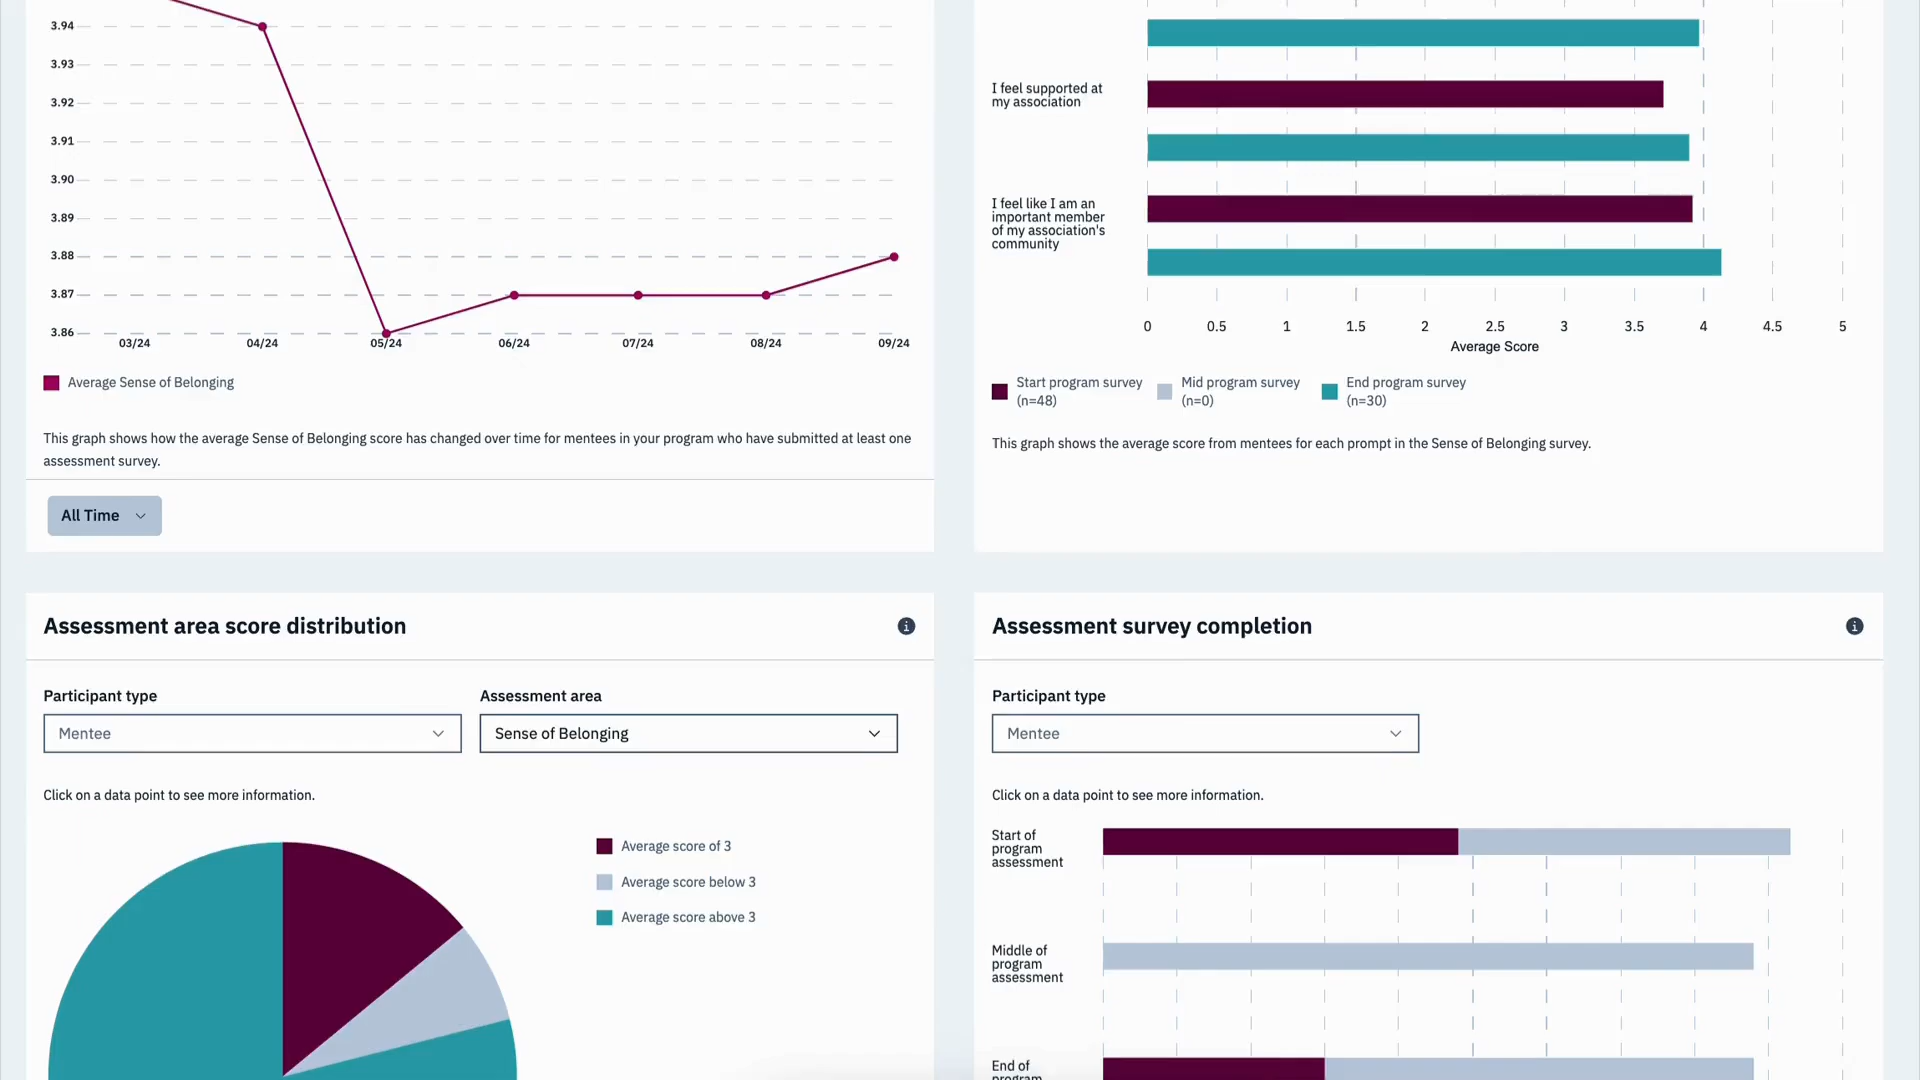 3.94
3.93
3.92
3.91
3.90
3.89
3.88
3.87
3.86
03/24 04/24 05/24 06/24 07/24 08/24 09/24
Average Sense of Belonging
This graph shows how the average Sense of Belonging score has changed over time for mentees in your program who have submitted at least one
assessment survey.
All Time
I feel supported at
my association
I feel like I am an
important member
of my association's
community
0 0.5 1 1.5 2 2.5 3 3.5 4 4.5 5
Average Score
Start program survey
(n=48)
Mid program survey
(n=0)
End program survey
(n=30)
This graph shows the average score from mentees for each prompt in the Sense of Belonging survey.
Assessment area score distribution
Participant type
Mentee
Assessment area
Sense of Belonging
Click on a data point to see more information.
Average score of 3
Average score below 3
Average score above 3
Assessment survey completion
Participant type
Mentee
Click on a data point to see more information.
Start of
program
assessment
Middle of
program
assessment
End of
program